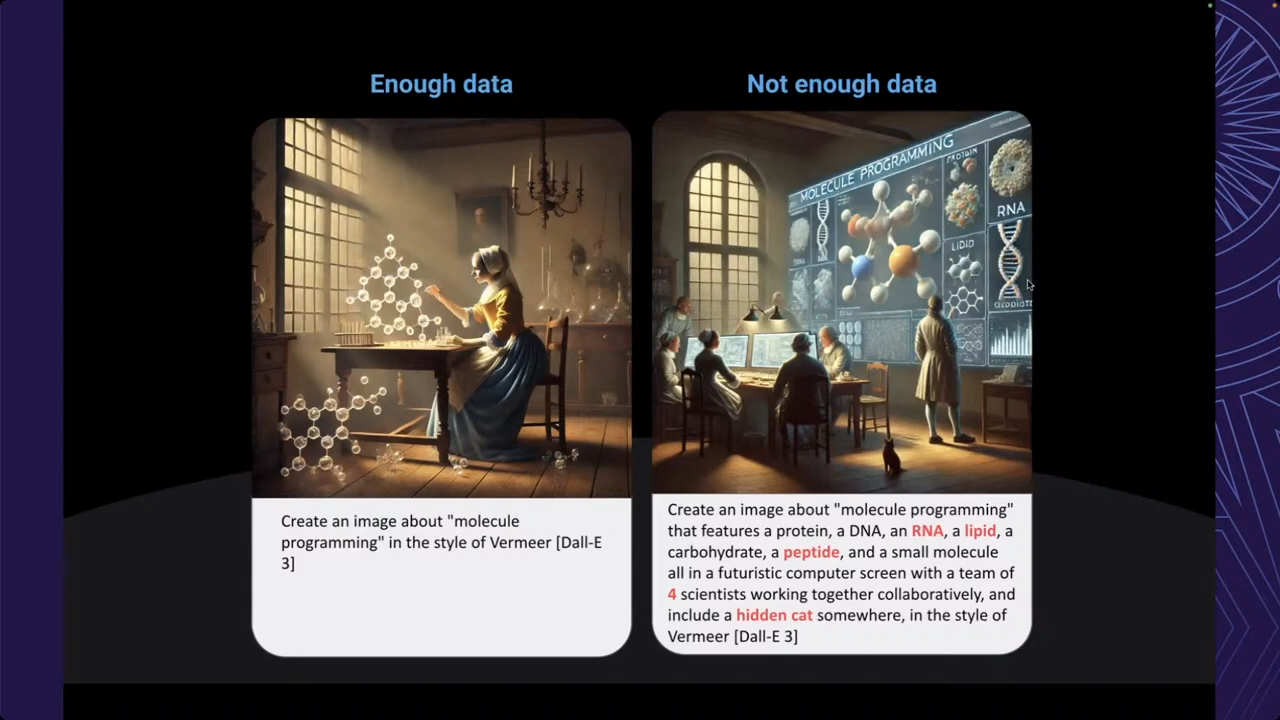 Enough data
Not enough data
MOLECULE PROGRAMMING
PROTEIN
RNA
LIPID
Create an image about "molecule
programming" in the style of Vermeer [Dall-E
3]
Create an image about "molecule programming"
that features a protein, a DNA, an RNA, a lipid, a
carbohydrate, a peptide, and a small molecule
all in a futuristic computer screen with a team of
4 scientists working together collaboratively, and
include a hidden cat somewhere, in the style of
Vermeer [Dall-E 3]